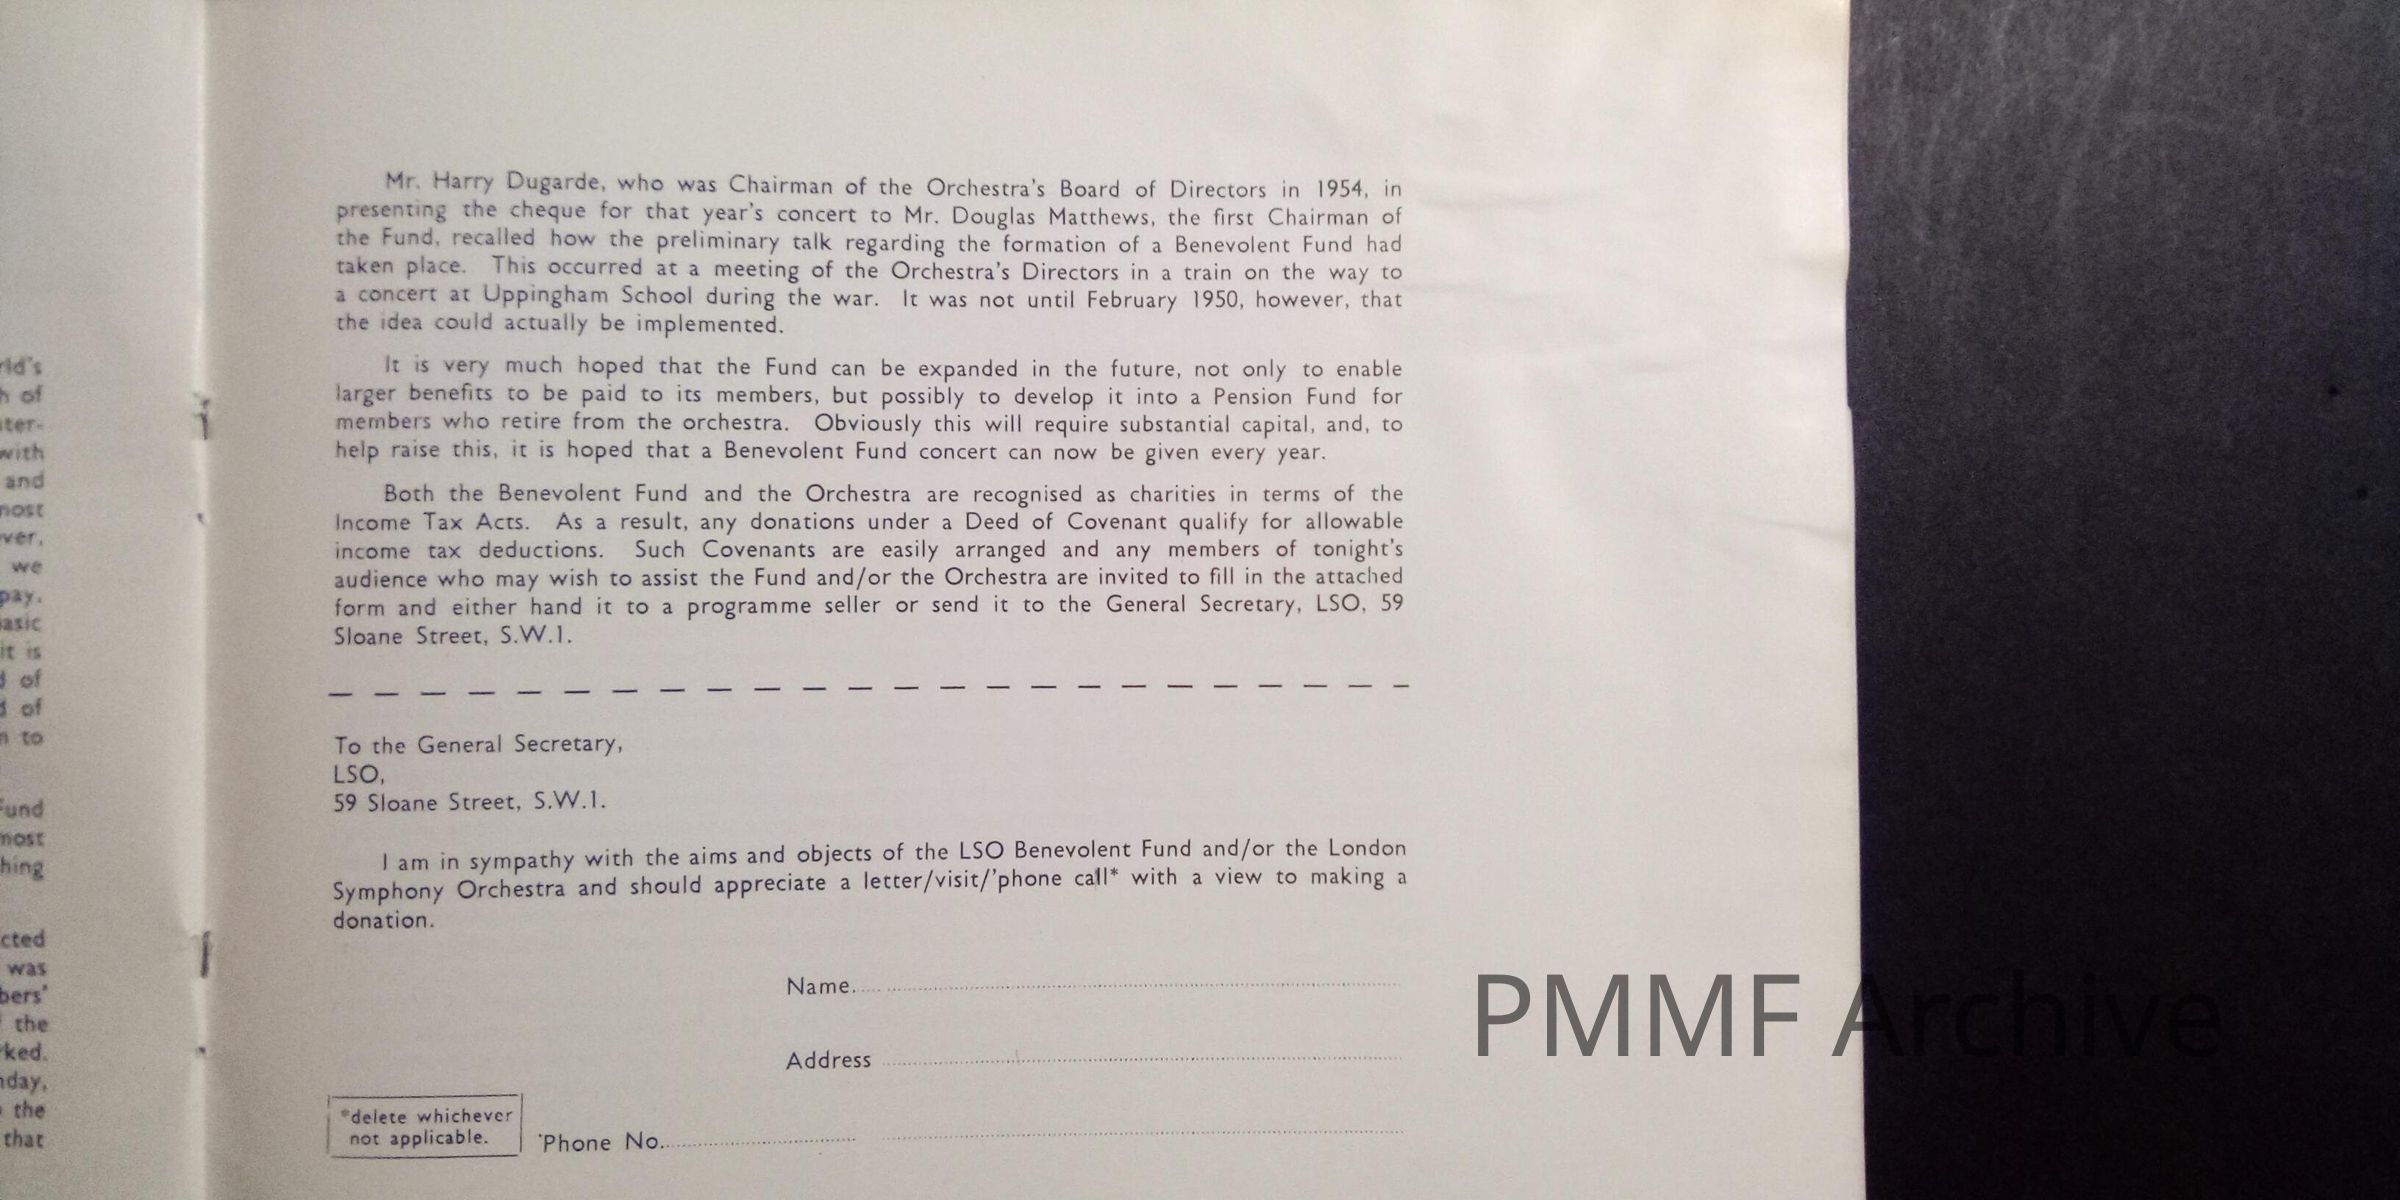 Mr. Harry Dugarde, who was Chairman of the Orchestra's Board of Directors in 1954, in
presenting the cheque for that year's concert to Mr. Douglas Matthews, the first Chairman of
the Fund, recalled how the preliminary talk regarding the formation of a Benevolent Fund had
taken place. This occurred at a meeting of the Orchestra's Directors in a train on the way to
a concert at Uppingham School during the war. It was not until February 1950, however, that
the idea could actually be implemented.
It is very much hoped that the Fund can be expanded in the future, not only to enable
larger benefits to be paid to its members, but possibly to develop it into a Pension Fund for
members who retire from the orchestra. Obviously this will require substantial capital, and, to
help raise this, it is hoped that a Benevolent Fund concert can now be given every year.
Both the Benevolent Fund and the Orchestra are recognised as charities in terms of the
Income Tax Acts. As a result, any donations under a Deed of Covenant qualify for allowable
income tax deductions. Such Covenants are easily arranged and any members of tonight's
audience who may wish to assist the Fund and/or the Orchestra are invited to fill in the attached
form and either hand it to a programme seller or send it to the General Secretary, LSO, 59
Sloane Street, S.W.1.
To the General Secretary,
LSO,
59 Sloane Street, S.W.1.
I am in sympathy with the aims and objects of the LSO Benevolent Fund and/or the London
Symphony Orchestra and should appreciate a letter/visit/'phone call* with a view to making a
donation.
Name
Address
*delete whichever
not applicable.
'Phone No.
PMMF Archive
of
with
and
we
it is
of
of
to
was
the
the
that